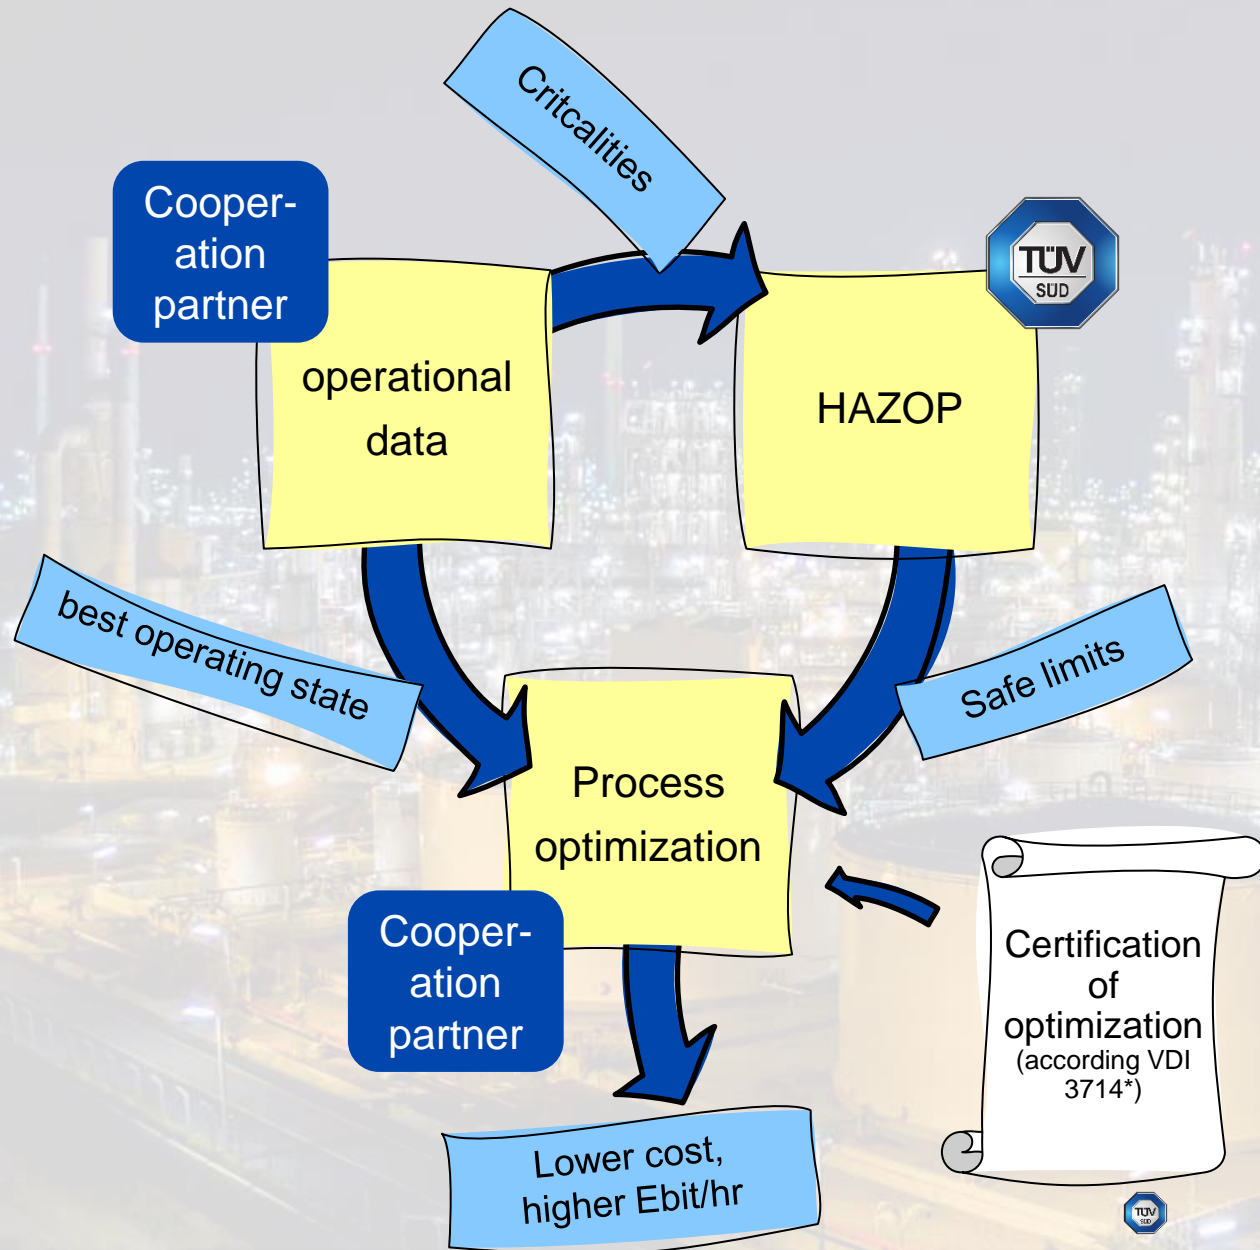 Critcalities
Cooper-
ation
partner
TÜV
SÜD
operational
data
HAZOP
best operating state
Safe limits
Process
optimization
Cooper-
ation
partner
Certification
of
optimization
(according VDI
3714*)
Lower cost,
higher Ebit/hr
TÜV
SÜD